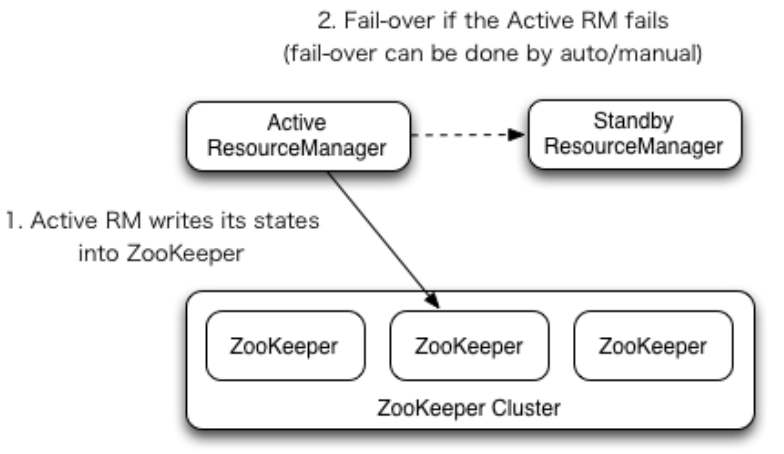 2. Fail-over if the Active RM fails
(fail-over can be done by auto/manual)
Active
ResourceManager
Standby
ResourceManager
1. Active RM writes its states
into ZooKeeper
ZooKeeper
ZooKeeper
ZooKeeper
ZooKeeper Cluster